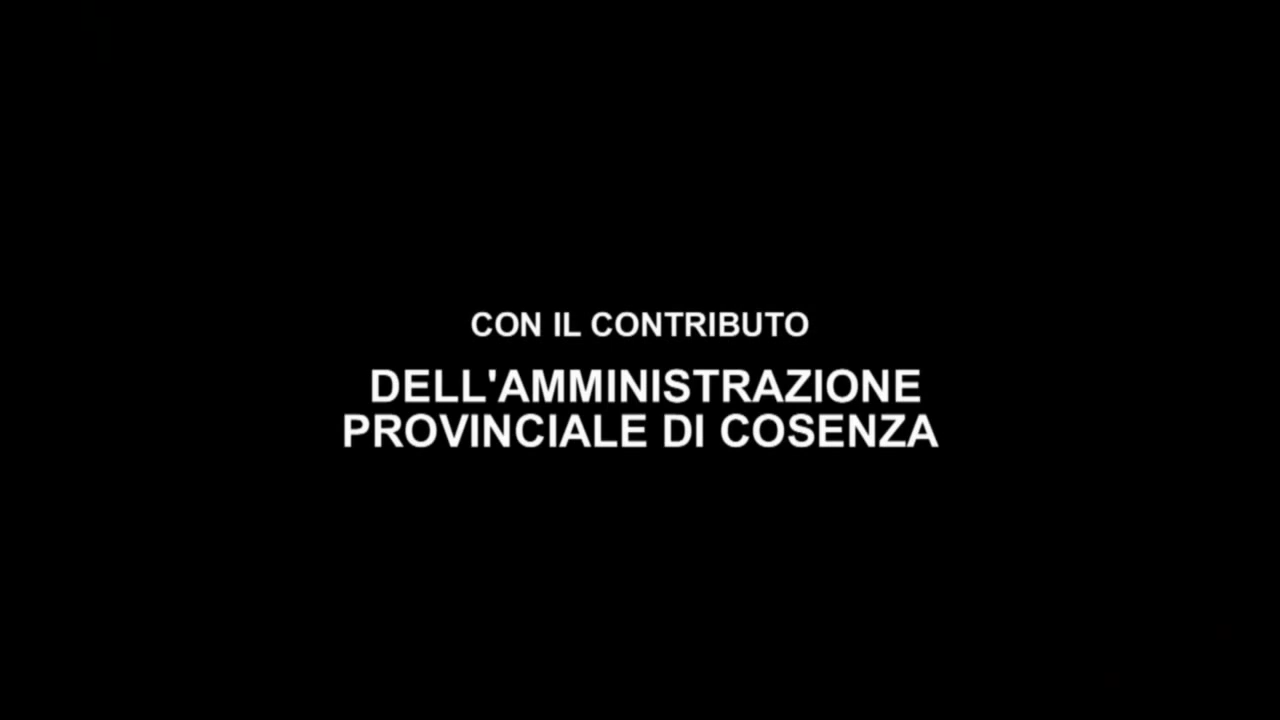 CON IL CONTRIBUTO
DELL'AMMINISTRAZIONE
PROVINCIALE DI COSENZA